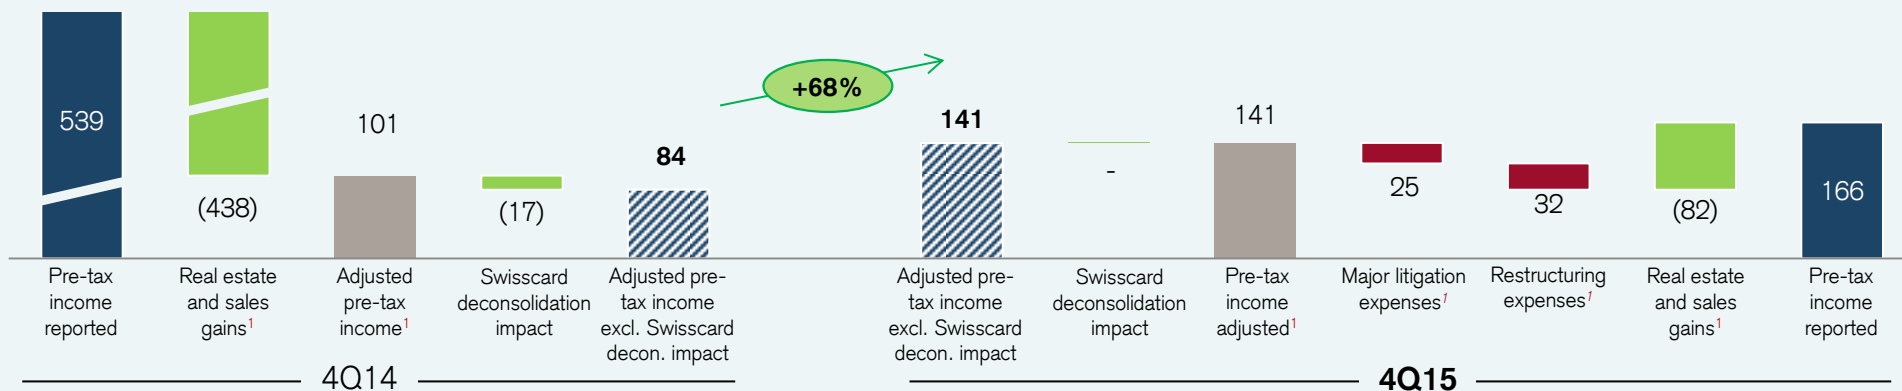 539
(438)
101
(17)
84
+68%
141
-
141
25
32
(82)
166
Pre-tax
income
reported
Real estate
and sales
gains1
Adjusted
pre-tax
income1
Swisscard
deconsolidation
impact
Adjusted pre-
tax income
excl. Swisscard
decon. impact
Adjusted pre-
tax income
excl. Swisscard
decon. impact
Swisscard
deconsolidation
impact
Pre-tax
income
adjusted1
Major litigation
expenses1
Restructuring
expenses1
Real estate
and sales
gains1
Pre-tax
income
reported
4Q14
4Q15